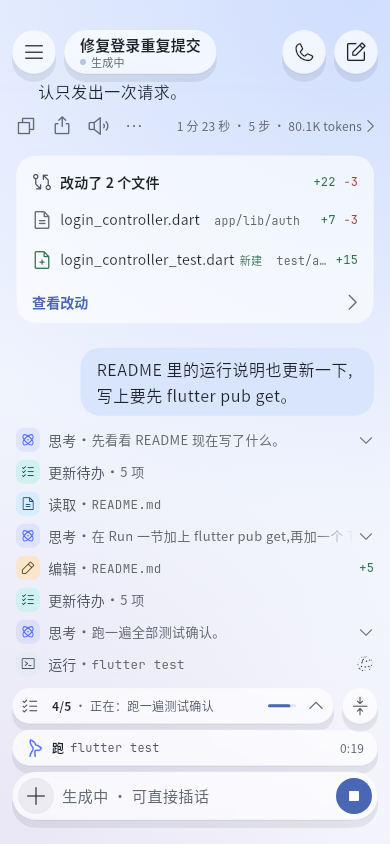 修复登录重复提交
生成中
认只发出一次请求。
1 分 23 秒 · 5 步 · 80.1K tokens
改动了 2 个文件 +22 -3
login_controller.dart app/lib/auth +7 -3
login_controller_test.dart 新建 test/a… +15
查看改动
README 里的运行说明也更新一下,
写上要先 flutter pub get。
思考 · 先看看 README 现在写了什么。
更新待办 · 5 项
读取 · README.md
思考 · 在 Run 一节加上 flutter pub get,再加一个
编辑 · README.md +5
更新待办 · 5 项
思考 · 跑一遍全部测试确认。
运行 · flutter test
4/5 · 正在：跑一遍测试确认
跑 flutter test 0:19
生成中 · 可直接插话